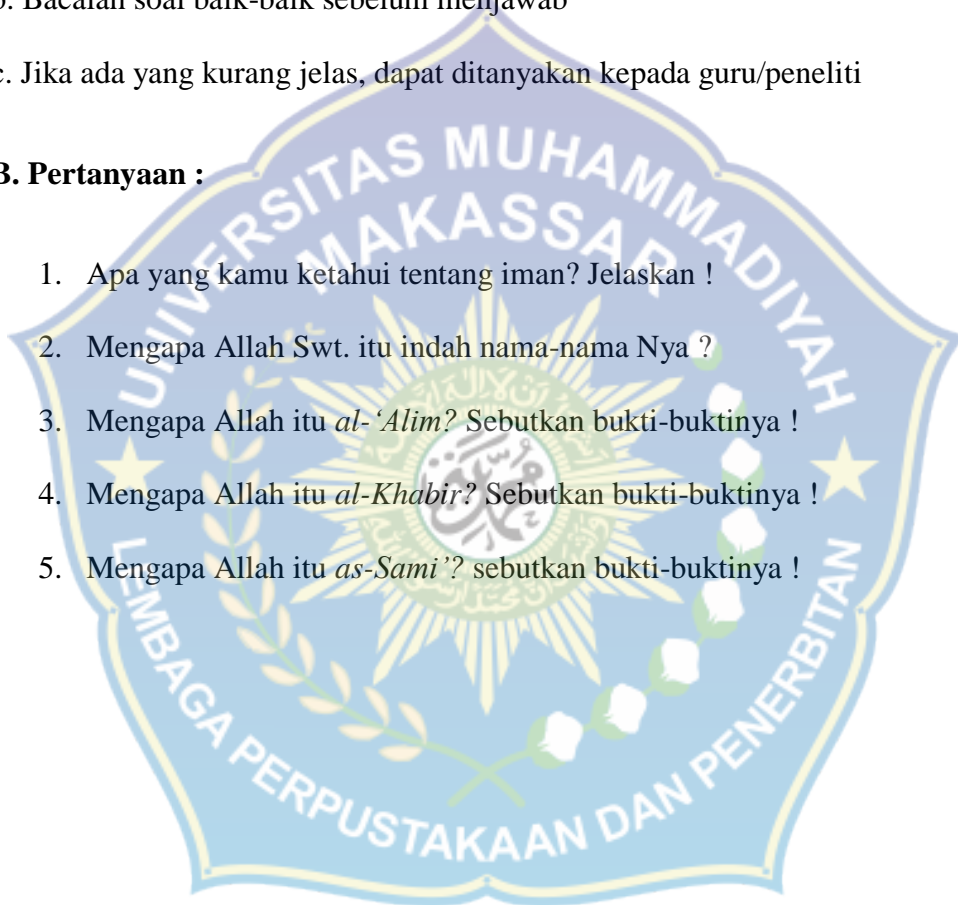 b. Bacalah soal baik-baik sebelum menjawab
c. Jika ada yang kurang jelas, dapat ditanyakan kepada guru/peneliti
B. Pertanyaan :
1. Apa yang kamu ketahui tentang iman? Jelaskan !
2. Mengapa Allah Swt. itu indah nama-nama Nya ?
3. Mengapa Allah itu al-‘Alim? Sebutkan bukti-buktinya !
4. Mengapa Allah itu al-Khabir? Sebutkan bukti-buktinya !
5. Mengapa Allah itu as-Sami’? sebutkan bukti-buktinya !
UNIVERSITAS MUHAMMADIYAH
MAKASSAR
LEMBAGA PERPUSTAKAAN DAN PENERBITAN